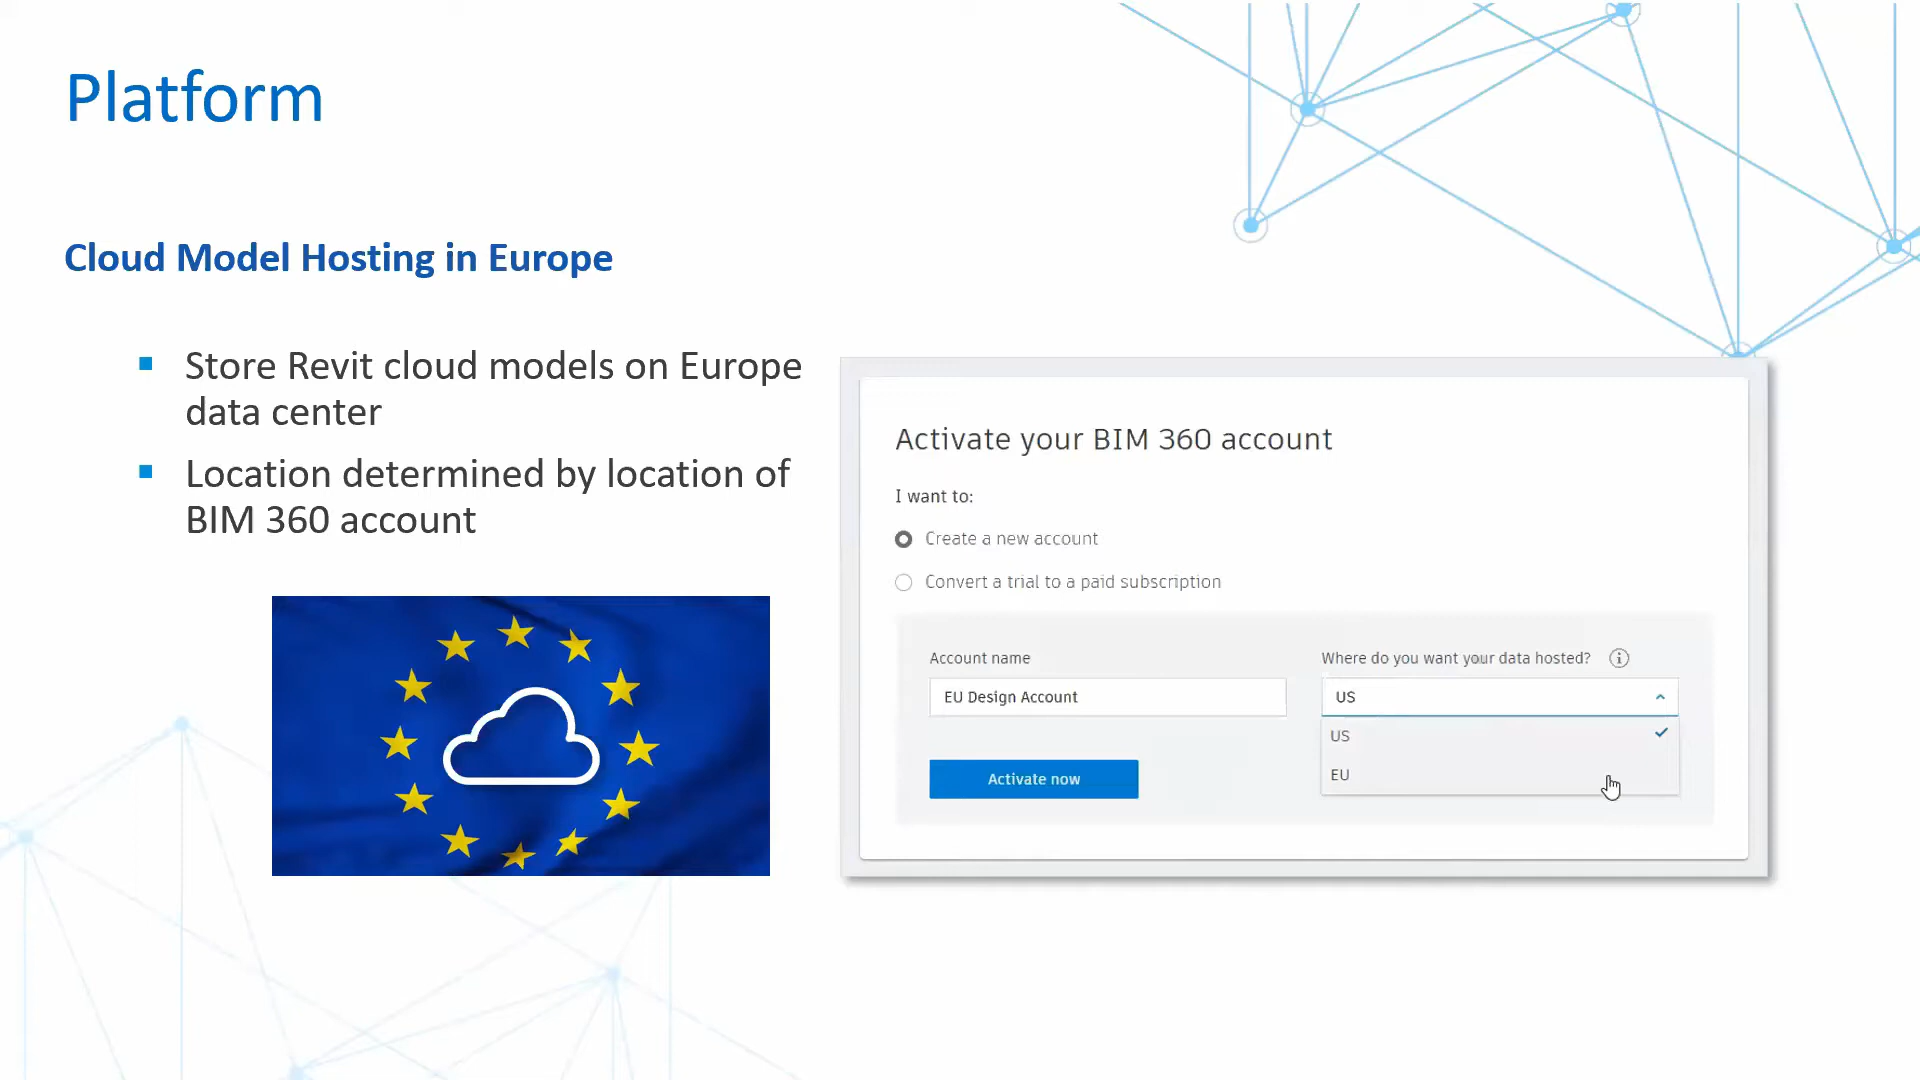 Platform
Cloud Model Hosting in Europe
Store Revit cloud models on Europe
data center
Location determined by location of
BIM 360 account
Activate your BIM 360 account
I want to:
Create a new account
Convert a trial to a paid subscription
Account name
EU Design Account
Where do you want your data hosted?
US
US
EU
Activate now